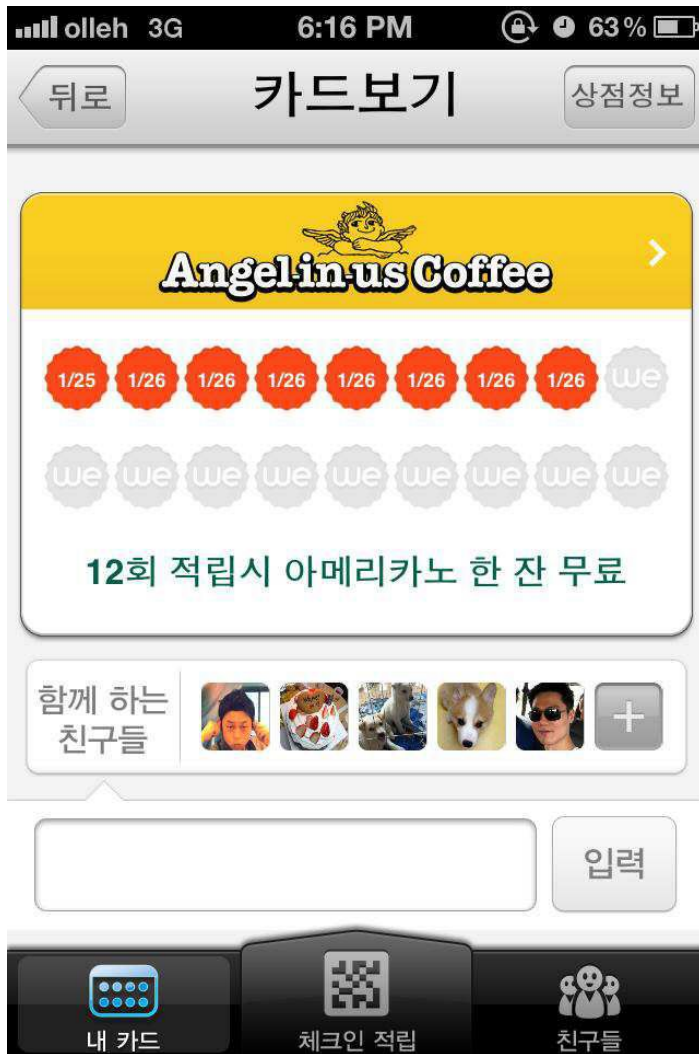 olleh 3G 6:16 PM 63%
뒤로 카드보기 상점정보
Angel-in-us Coffee
1/25 1/26 1/26 1/26 1/26 1/26 1/26 1/26 we
we we we we we we we we we
12회 적립시 아메리카노 한 잔 무료
함께 하는
친구들
입력
내 카드 체크인 적립 친구들